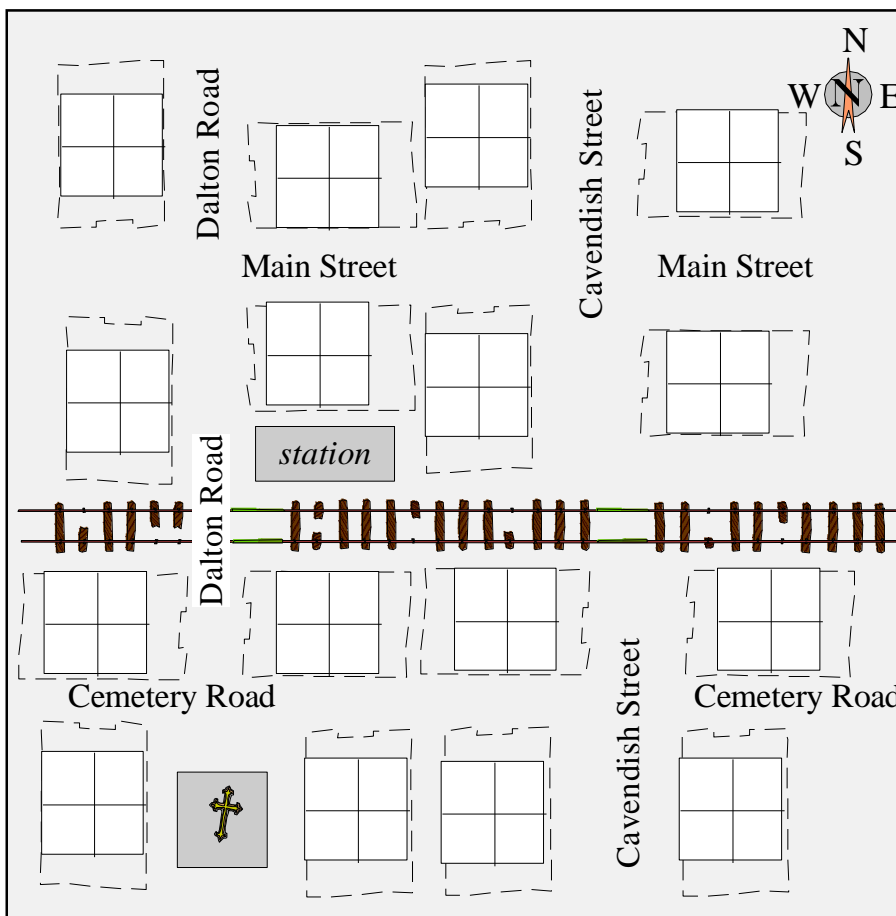 N
W N E
S
Dalton Road
Cavendish Street
Main Street
Main Street
station
Dalton Road
Cemetery Road
Cavendish Street
Cemetery Road